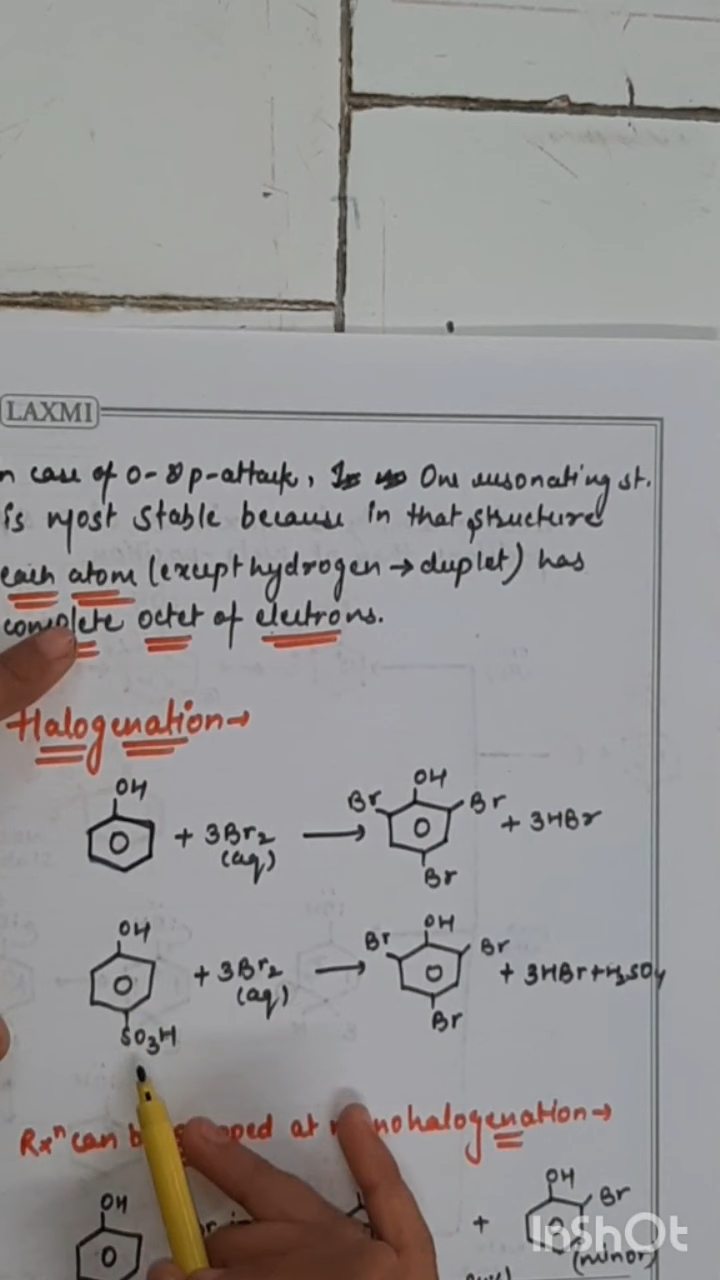 LAXMI
n case of o- & p-attack, One resonating st.
is most stable because in that structure
each atom (except hydrogen → duplet) has
complete octet of electrons.
Halogenation→
OH + 3Br2 (aq) → OH Br Br Br + 3HBr
OH SO3H + 3Br2 (aq) → OH Br Br Br + 3HBr+H2SO4
Rxn can at halogenation→
OH + OH Br
(minor)
InShOt